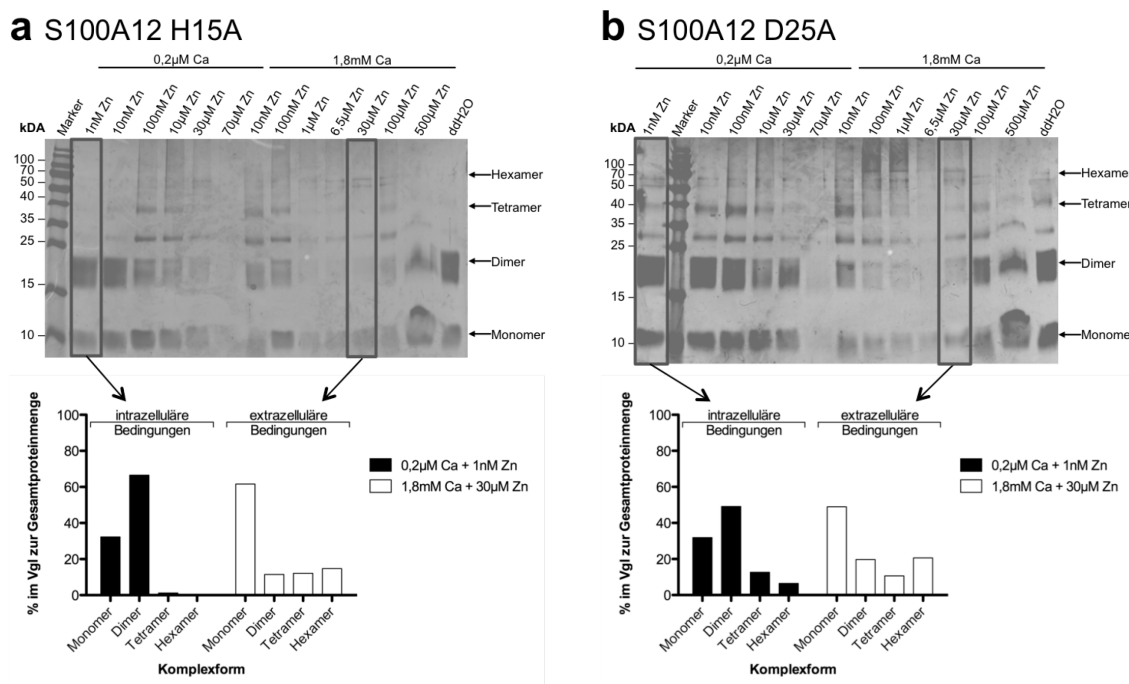 a S100A12 H15A
0,2µM Ca
1,8mM Ca
kDA
Marker
1nM Zn
10nM Zn
100nM Zn
10µM Zn
30µM Zn
70µM Zn
10nM Zn
100nM Zn
1µM Zn
6.5µM Zn
30µM Zn
100µM Zn
500µM Zn
ddH2O
100
70
50
40
35
25
15
10
Hexamer
Tetramer
Dimer
Monomer
100
80
60
40
20
0
% im Vgl zur Gesamtproteinmenge
intrazelluläre
Bedingungen
extrazelluläre
Bedingungen
0,2µM Ca + 1nM Zn
1,8mM Ca + 30µM Zn
Monomer
Dimer
Tetramer
Hexamer
Monomer
Dimer
Tetramer
Hexamer
Komplexform
b S100A12 D25A
0,2µM Ca
1,8mM Ca
kDA
1nM Zn
Marker
10nM Zn
100nM Zn
10µM Zn
30µM Zn
70µM Zn
10nM Zn
100nM Zn
1µM Zn
6.5µM Zn
30µM Zn
100µM Zn
500µM Zn
ddH2O
100
70
50
40
35
25
15
10
Hexame
Tetrame
Dimer
Monome
100
80
60
40
20
0
% im Vgl zur Gesamtproteinmenge
intrazelluläre
Bedingungen
extrazelluläre
Bedingungen
0,2µM Ca + 1nM Zn
1,8mM Ca + 30µM Zn
Monomer
Dimer
Tetramer
Hexamer
Monomer
Dimer
Tetramer
Hexamer
Komplexform